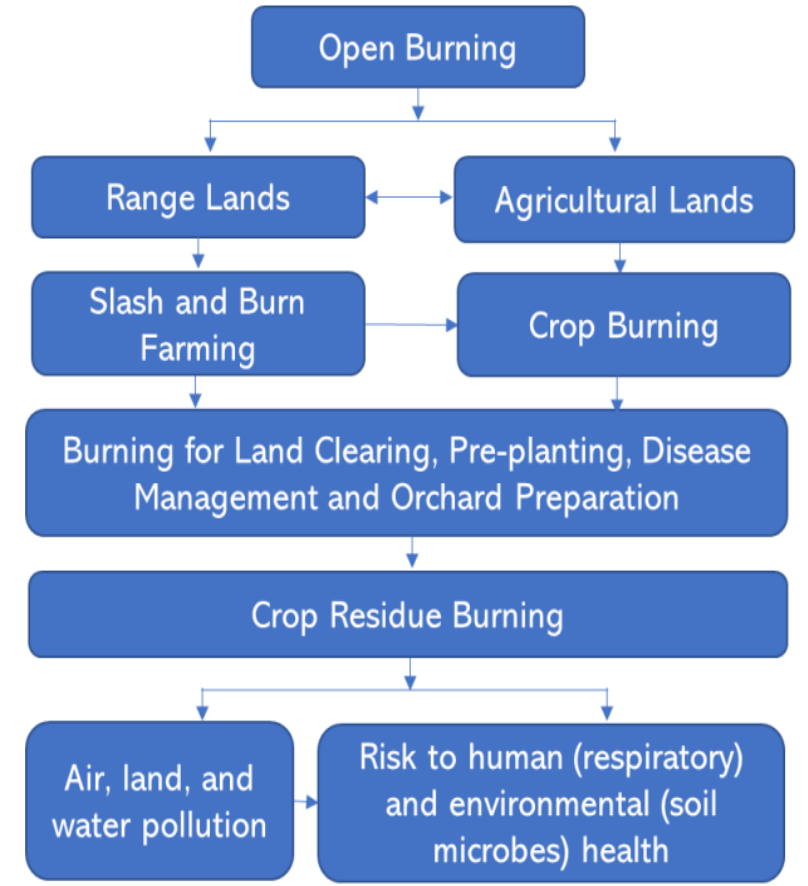 Open Burning
Range Lands
Agricultural Lands
Slash and Burn
Farming
Crop Burning
Burning for Land Clearing, Pre-planting, Disease
Management and Orchard Preparation
Crop Residue Burning
Air, land, and
water pollution
Risk to human (respiratory)
and environmental (soil
microbes) health